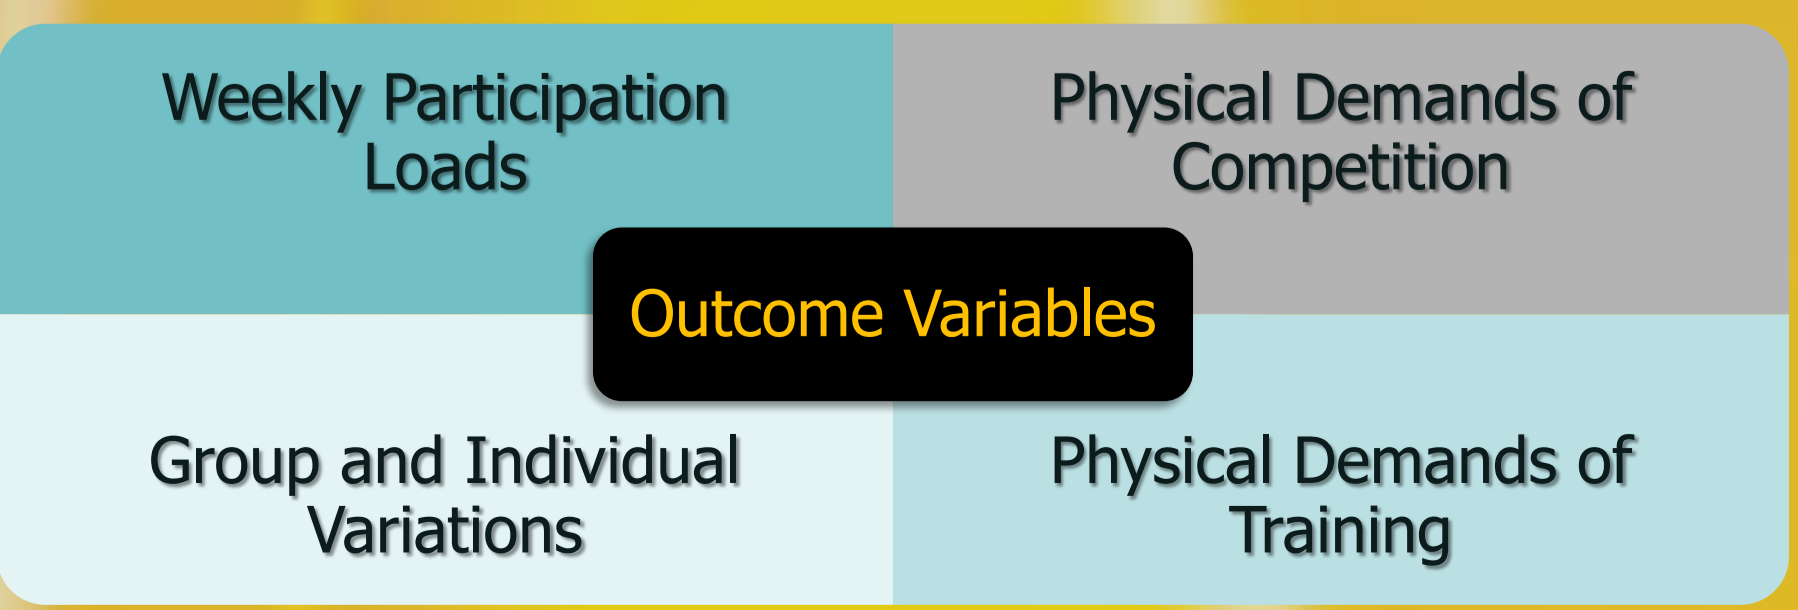 Weekly Participation
Loads
Physical Demands of
Competition
Outcome Variables
Group and Individual
Variations
Physical Demands of
Training